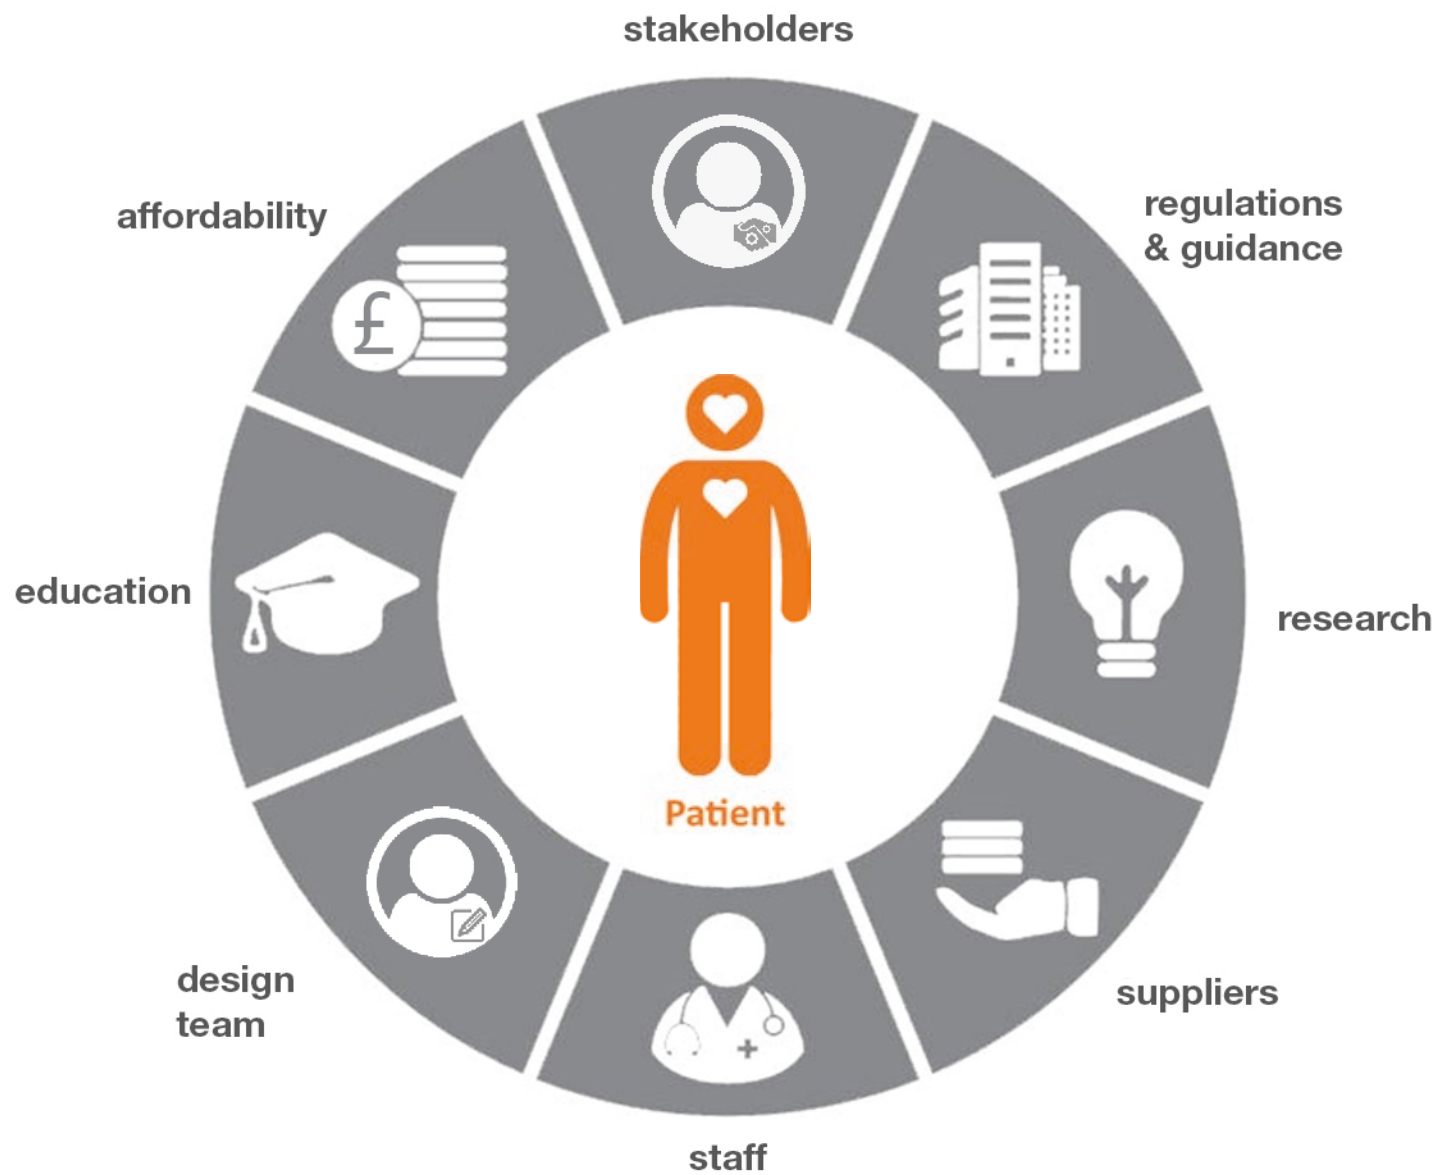 stakeholders
affordability
regulations
& guidance
£
education
research
Patient
design
team
suppliers
staff